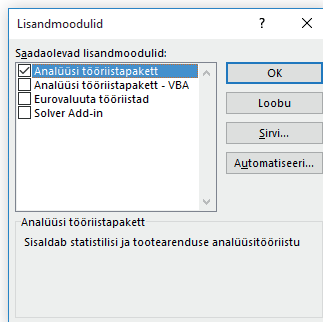 Lisandmoodulid
?
Saadaolevad lisandmoodulid:
Analüüsi tööriistapakett
Analüüsi tööriistapakett - VBA
Eurovaluuta tööriistad
Solver Add-in
OK
Loobu
Sirvi...
Automatiseeri...
Analüüsi tööriistapakett
Sisaldab statistilisi ja tootearenduse analüüsitööriistu